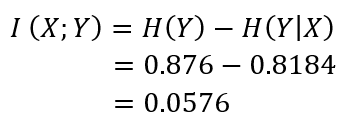 I (X; Y) = H(Y) − H(Y|X)
= 0.876 − 0.8184
= 0.0576